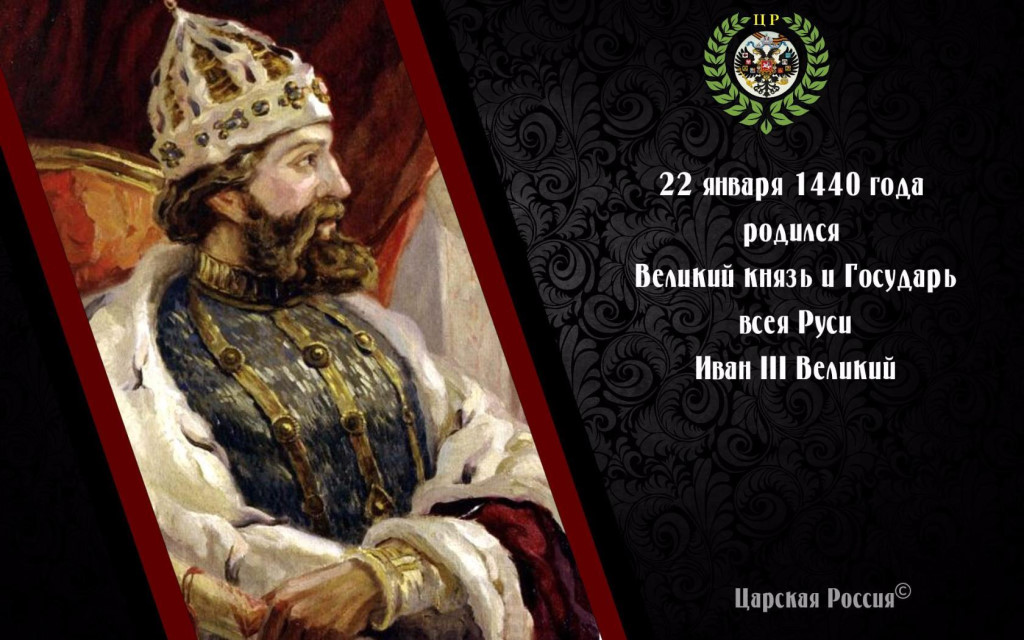 ЦР
22 января 1440 года
родился
Великий князь и Государь
всея Руси
Иван III Великий
Царская Россия©